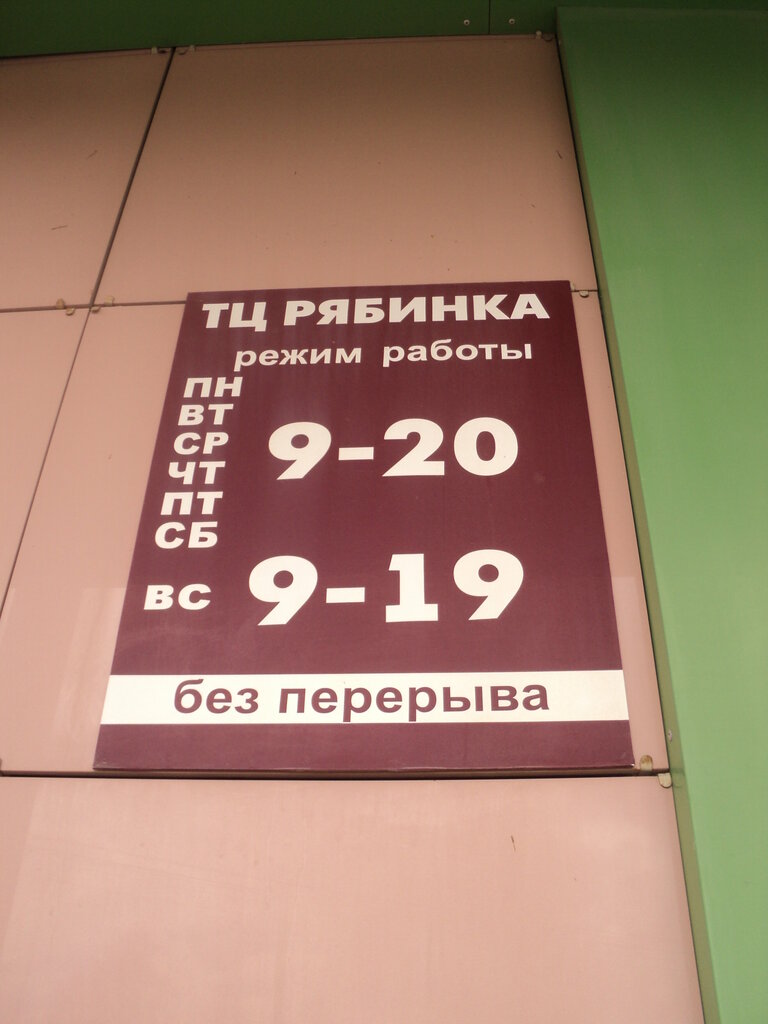 ТЦ РЯБИНКА
режим работы
ПН
ВТ
СР
ЧТ
ПТ
СБ
9-20
ВС 9-19
без перерыва